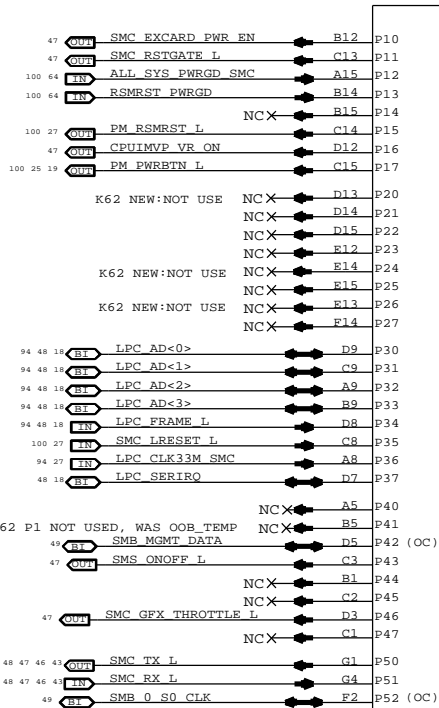 47 OUT SMC_EXCARD_PWR_EN B12 P10
47 OUT SMC_RSTGATE_L C13 P11
100 64 IN ALL_SYS_PWRGD_SMC A15 P12
100 64 IN RSMRST_PWRGD B14 P13
NC B15 P14
100 27 OUT PM_RSMRST_L C14 P15
47 OUT CPUIMVP_VR_ON D12 P16
100 25 19 OUT PM_PWRBTN_L C15 P17
K62 NEW:NOT USE NC D13 P20
NC D14 P21
NC D15 P22
NC E12 P23
K62 NEW:NOT USE NC E14 P24
NC E15 P25
K62 NEW:NOT USE NC E13 P26
NC F14 P27
94 48 18 BI LPC_AD<0> D9 P30
94 48 18 BI LPC_AD<1> C9 P31
94 48 18 BI LPC_AD<2> A9 P32
94 48 18 BI LPC_AD<3> B9 P33
94 48 18 IN LPC_FRAME_L D8 P34
100 27 IN SMC_LRESET_L C8 P35
94 27 IN LPC_CLK33M_SMC A8 P36
48 18 BI LPC_SERIRQ D7 P37
NC A5 P40
62 P1 NOT USED, WAS OOB_TEMP NC B5 P41
49 BI SMB_MGMT_DATA D5 P42 (OC)
47 OUT SMS_ONOFF_L C3 P43
NC B1 P44
NC C2 P45
47 OUT SMC_GFX_THROTTLE_L D3 P46
NC C1 P47
48 47 46 43 OUT SMC_TX_L G1 P50
48 47 46 43 IN SMC_RX_L G4 P51
49 BI SMB_0_S0_CLK F2 P52 (OC)